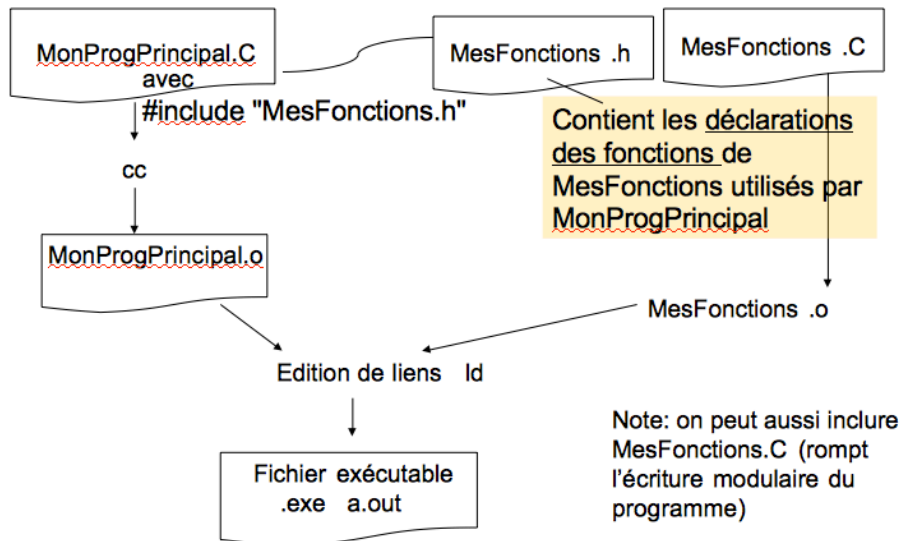 MonProgPrincipal.C
avec
#include "MesFonctions.h"
MesFonctions .h
MesFonctions .C
Contient les déclarations
des fonctions de
MesFonctions utilisés par
MonProgPrincipal
cc
MonProgPrincipal.o
MesFonctions .o
Edition de liens ld
Fichier exécutable
.exe a.out
Note: on peut aussi inclure
MesFonctions.C (rompt
l'écriture modulaire du
programme)